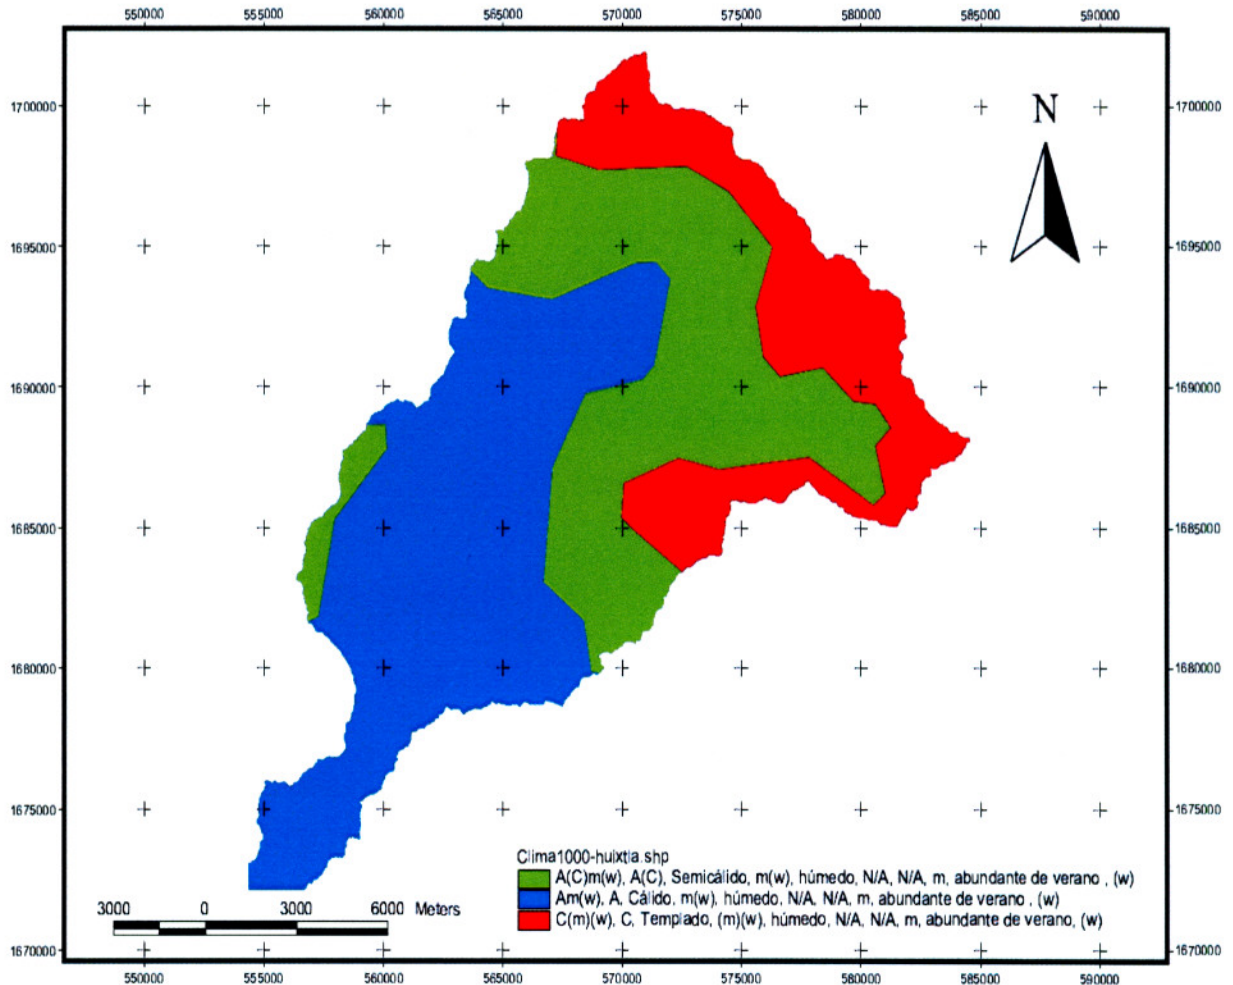 550000 555000 560000 565000 570000 575000 580000 585000 590000
N
1700000 1700000
1695000 1695000
1690000 1690000
1685000 1685000
1680000 1680000
1675000 1675000
1670000 1670000
Clima1000-huixtla.shp
A(C)m(w), A(C), Semicálido, m(w), húmedo, N/A, N/A, m, abundante de verano , (w)
Am(w), A, Cálido, m(w), húmedo, N/A, N/A, m, abundante de verano , (w)
C(m)(w), C, Templado, (m)(w), húmedo, N/A, N/A, m, abundante de verano, (w)
3000 0 3000 6000 Meters
550000 555000 560000 565000 570000 575000 580000 585000 590000